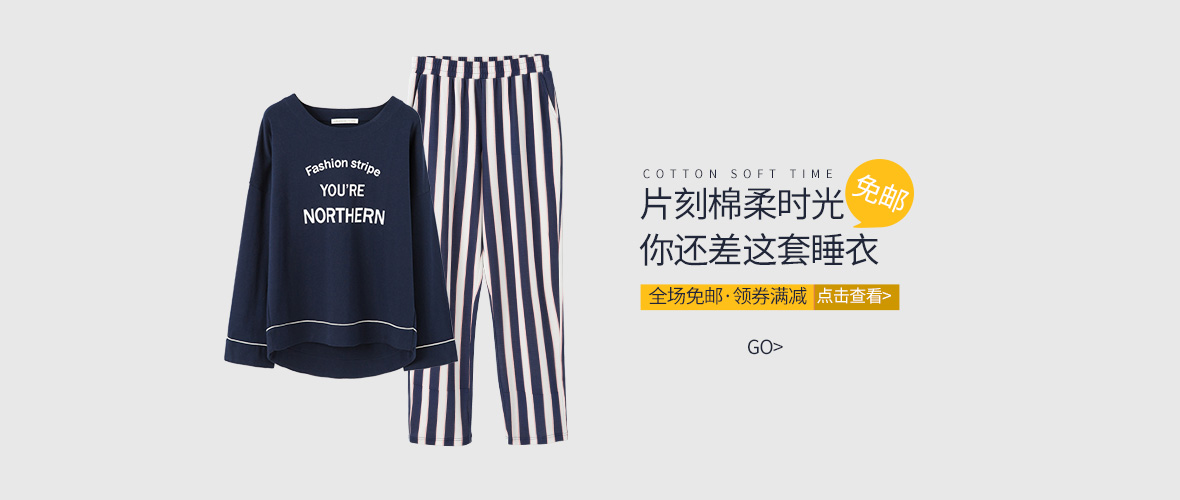 Fashion stripe
YOU'RE
NORTHERN
COTTON SOFT TIME
片刻棉柔时光
免邮
你还差这套睡衣
全场免邮·领券满减 点击查看>
GO>